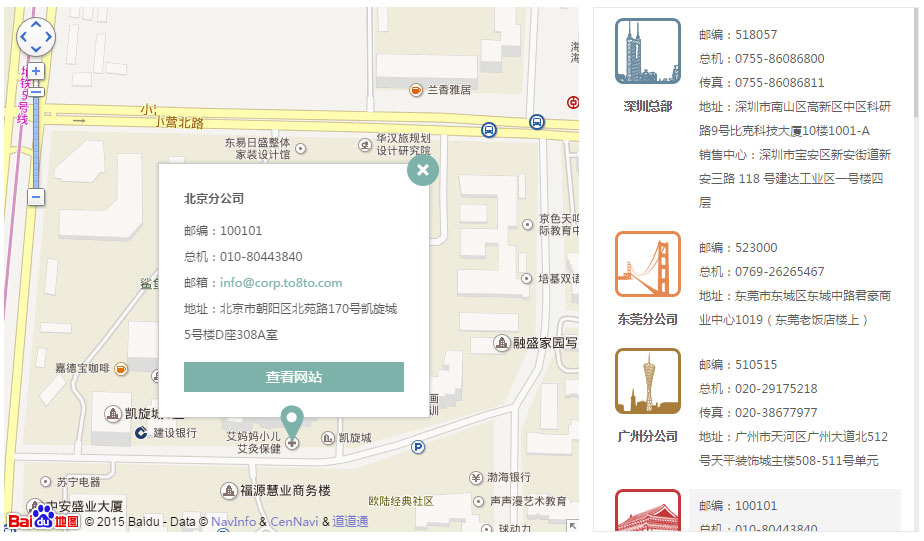 地铁5号线
小
小营北路
兰香雅居
东易日盛整体
家装设计馆
华汉旅规划
设计研究院
北京分公司
邮编：100101
总机：010-80443840
邮箱：info@corp.to8to.com
地址：北京市朝阳区北苑路170号凯旋城
5号楼D座308A室
查看网站
京色天
际教育中
培基双语
融盛家园写
嘉德宝咖啡
凯旋城
建设银行
艾妈妈小儿
艾灸保健
凯旋城
P
苏宁电器
福源慧业商务楼
渤海银行
欧陆经典社区
声声漫艺术教育
中安盛业大厦
球动力
Bai du 地图 © 2015 Baidu - Data © NavInfo & CenNavi & 道道通
深圳总部
邮编：518057
总机：0755-86086800
传真：0755-86086811
地址：深圳市南山区高新区中区科研
路9号比克科技大厦10楼1001-A
销售中心：深圳市宝安区新安街道新
安三路 118 号建达工业区一号楼四
层
东莞分公司
邮编：523000
总机：0769-26265467
地址：东莞市东城区东城中路君豪商
业中心1019（东莞老饭店楼上）
广州分公司
邮编：510515
总机：020-29175218
传真：020-38677977
地址：广州市天河区广州大道北512
号天平装饰城主楼508-511号单元
邮编：100101
总机：010-80443840